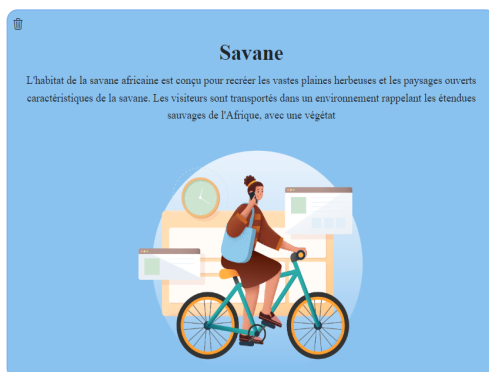 Savane
L'habitat de la savane africaine est conçu pour recréer les vastes plaines herbeuses et les paysages ouverts
caractéristiques de la savane. Les visiteurs sont transportés dans un environnement rappelant les étendues
sauvages de l'Afrique, avec une végétat